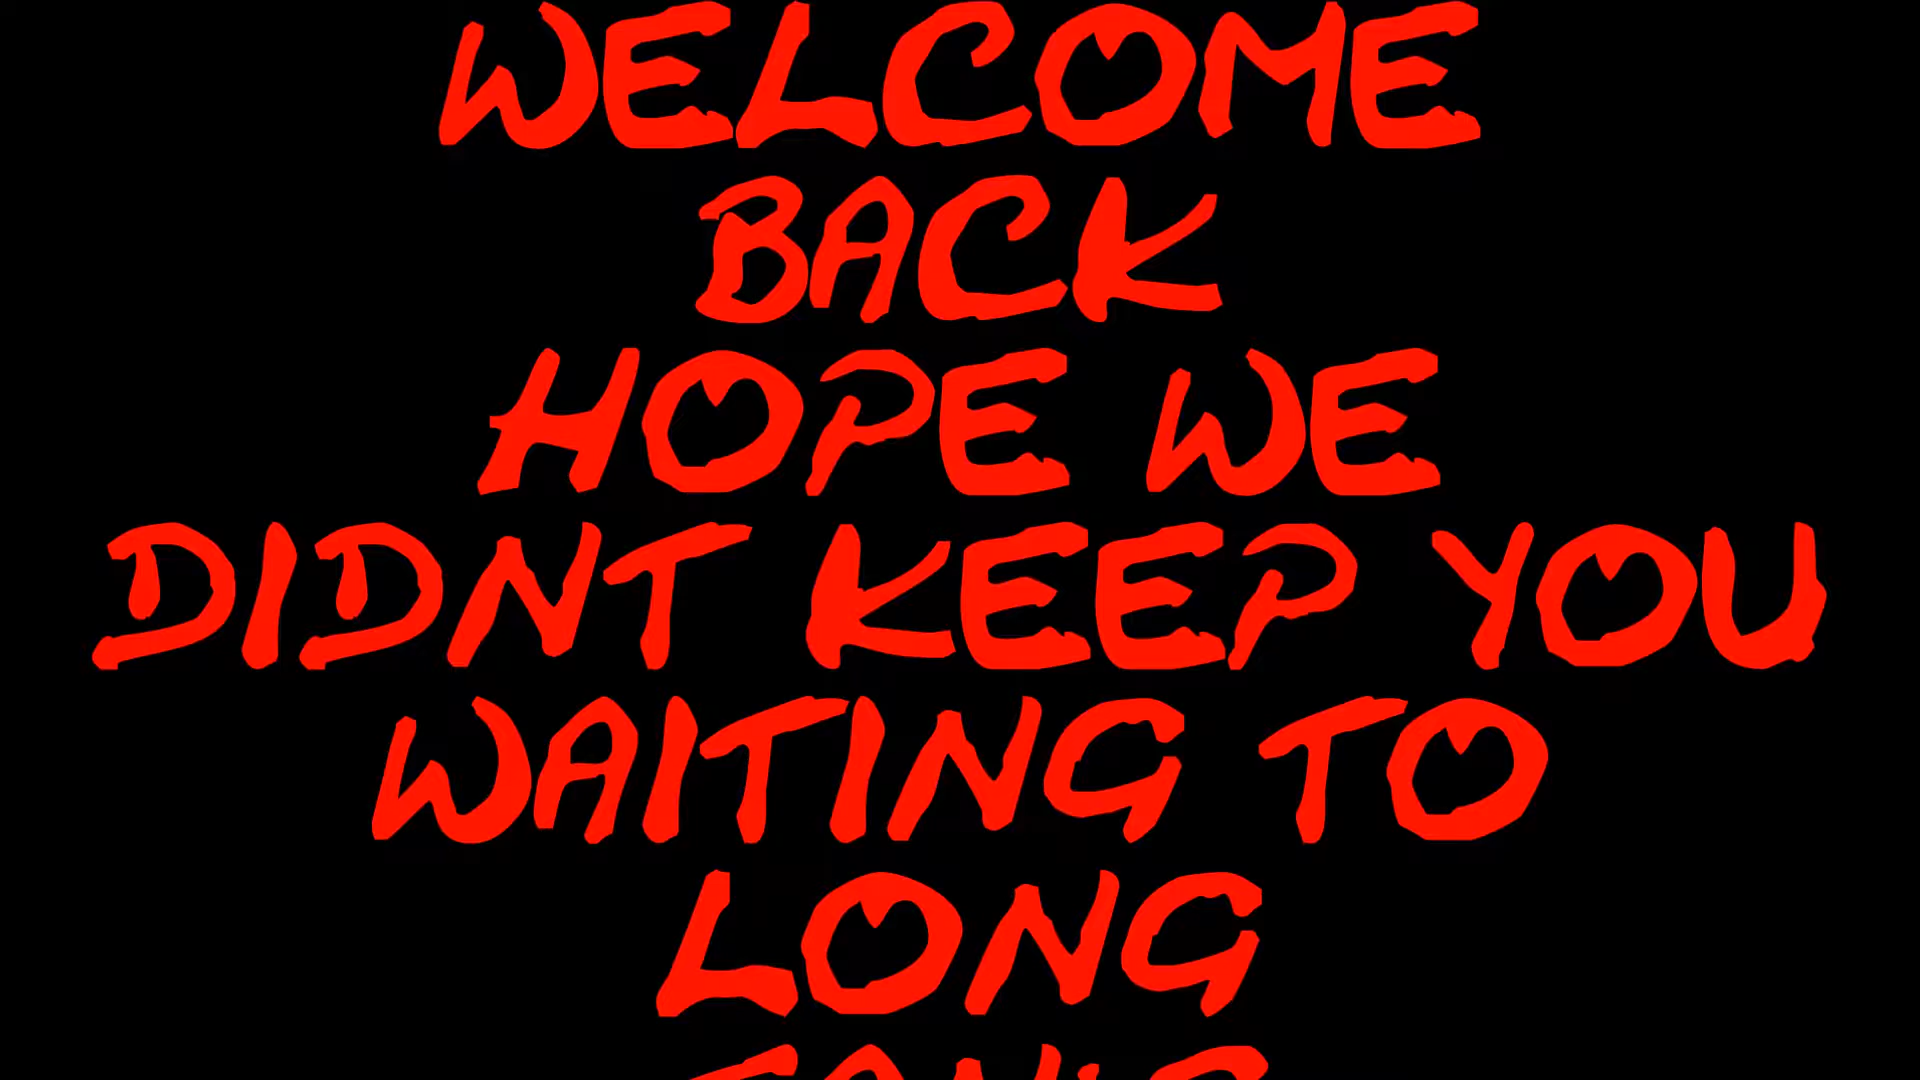 WELCOME
BACK
HOPE WE
DIDNT KEEP YOU
WAITING TO
LONG